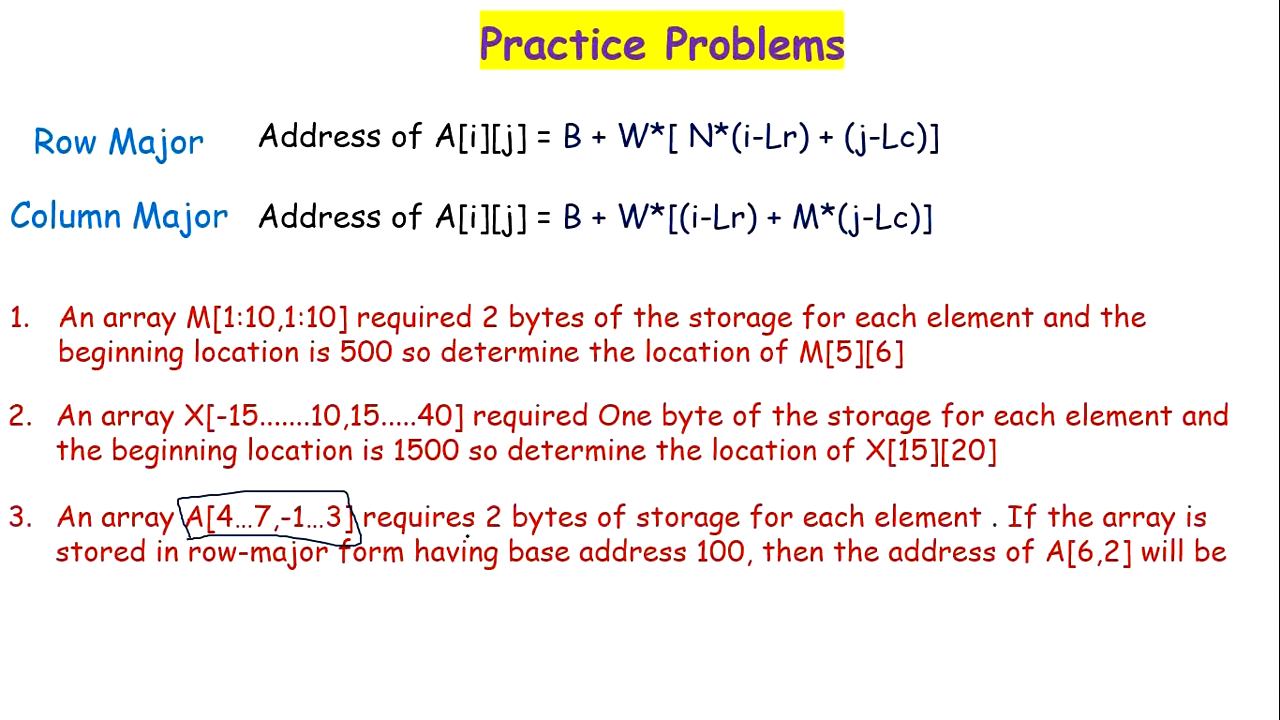 Practice Problems
Row Major Address of A[i][j] = B + W*[ N*(i-Lr) + (j-Lc)]
Column Major Address of A[i][j] = B + W*[(i-Lr) + M*(j-Lc)]
1. An array M[1:10,1:10] required 2 bytes of the storage for each element and the
beginning location is 500 so determine the location of M[5][6]
2. An array X[-15.......10,15.....40] required One byte of the storage for each element and
the beginning location is 1500 so determine the location of X[15][20]
3. An array A[4...7,-1...3] requires 2 bytes of storage for each element . If the array is
stored in row-major form having base address 100, then the address of A[6,2] will be